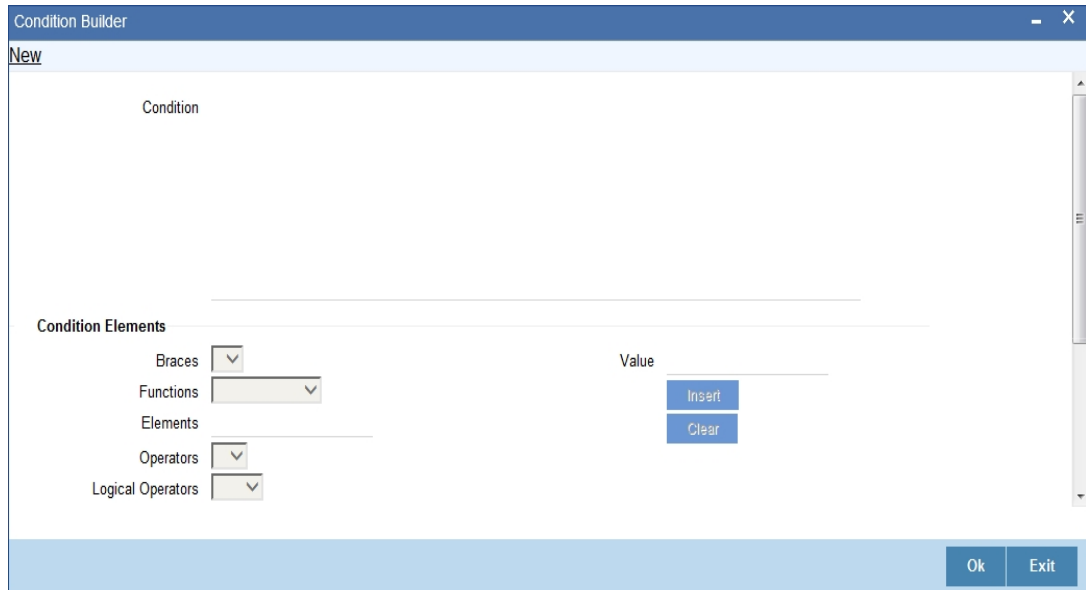 Condition Builder
New
Condition
Condition Elements
Braces
Value
Functions
Insert
Elements
Clear
Operators
Logical Operators
Ok
Exit